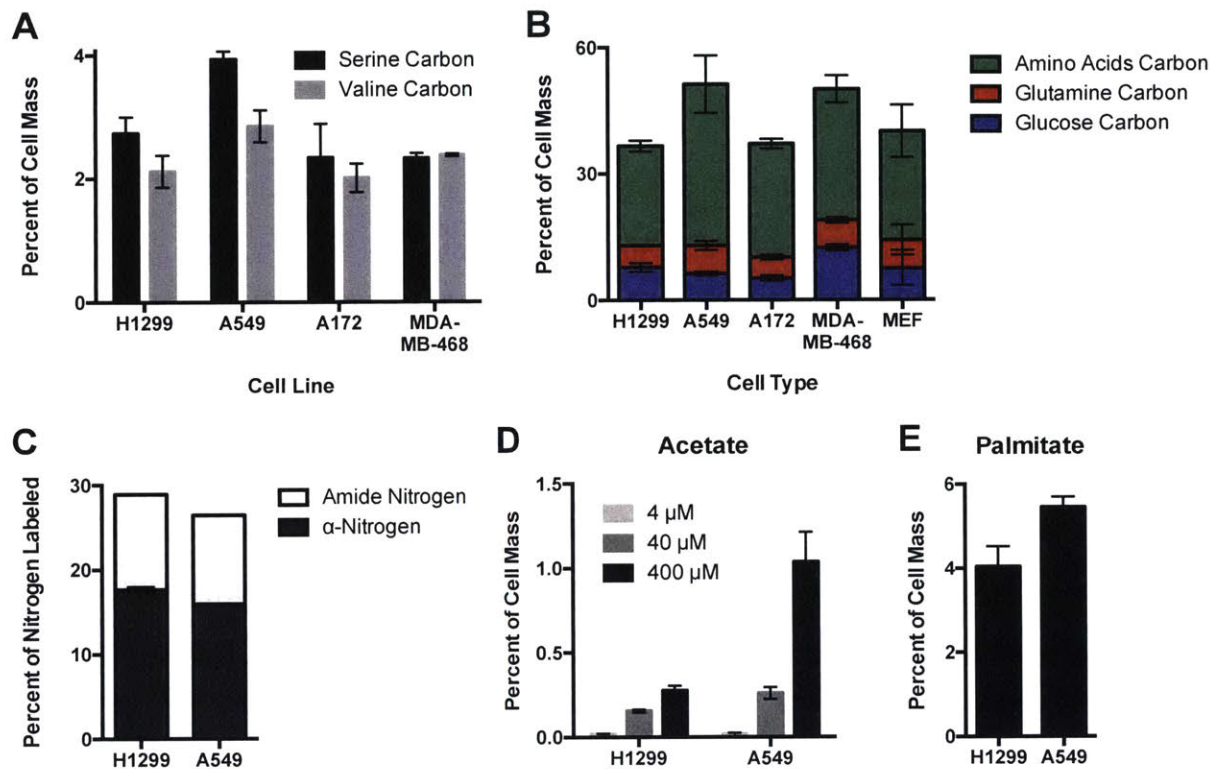 A
Percent of Cell Mass
4
2
0
Serine Carbon
Valine Carbon
H1299
A549
A172
MDA-
MB-468
Cell Line
B
Percent of Cell Mass
60
30
0
Amino Acids Carbon
Glutamine Carbon
Glucose Carbon
H1299
A549
A172
MDA-
MB-468
MEF
Cell Type
C
Percent of Nitrogen Labeled
30
20
10
0
Amide Nitrogen
α-Nitrogen
H1299
A549
D
Acetate
Percent of Cell Mass
1.5
1.0
0.5
0.0
4 μM
40 μM
400 μM
H1299
A549
E
Palmitate
Percent of Cell Mass
6
4
2
0
H1299
A549